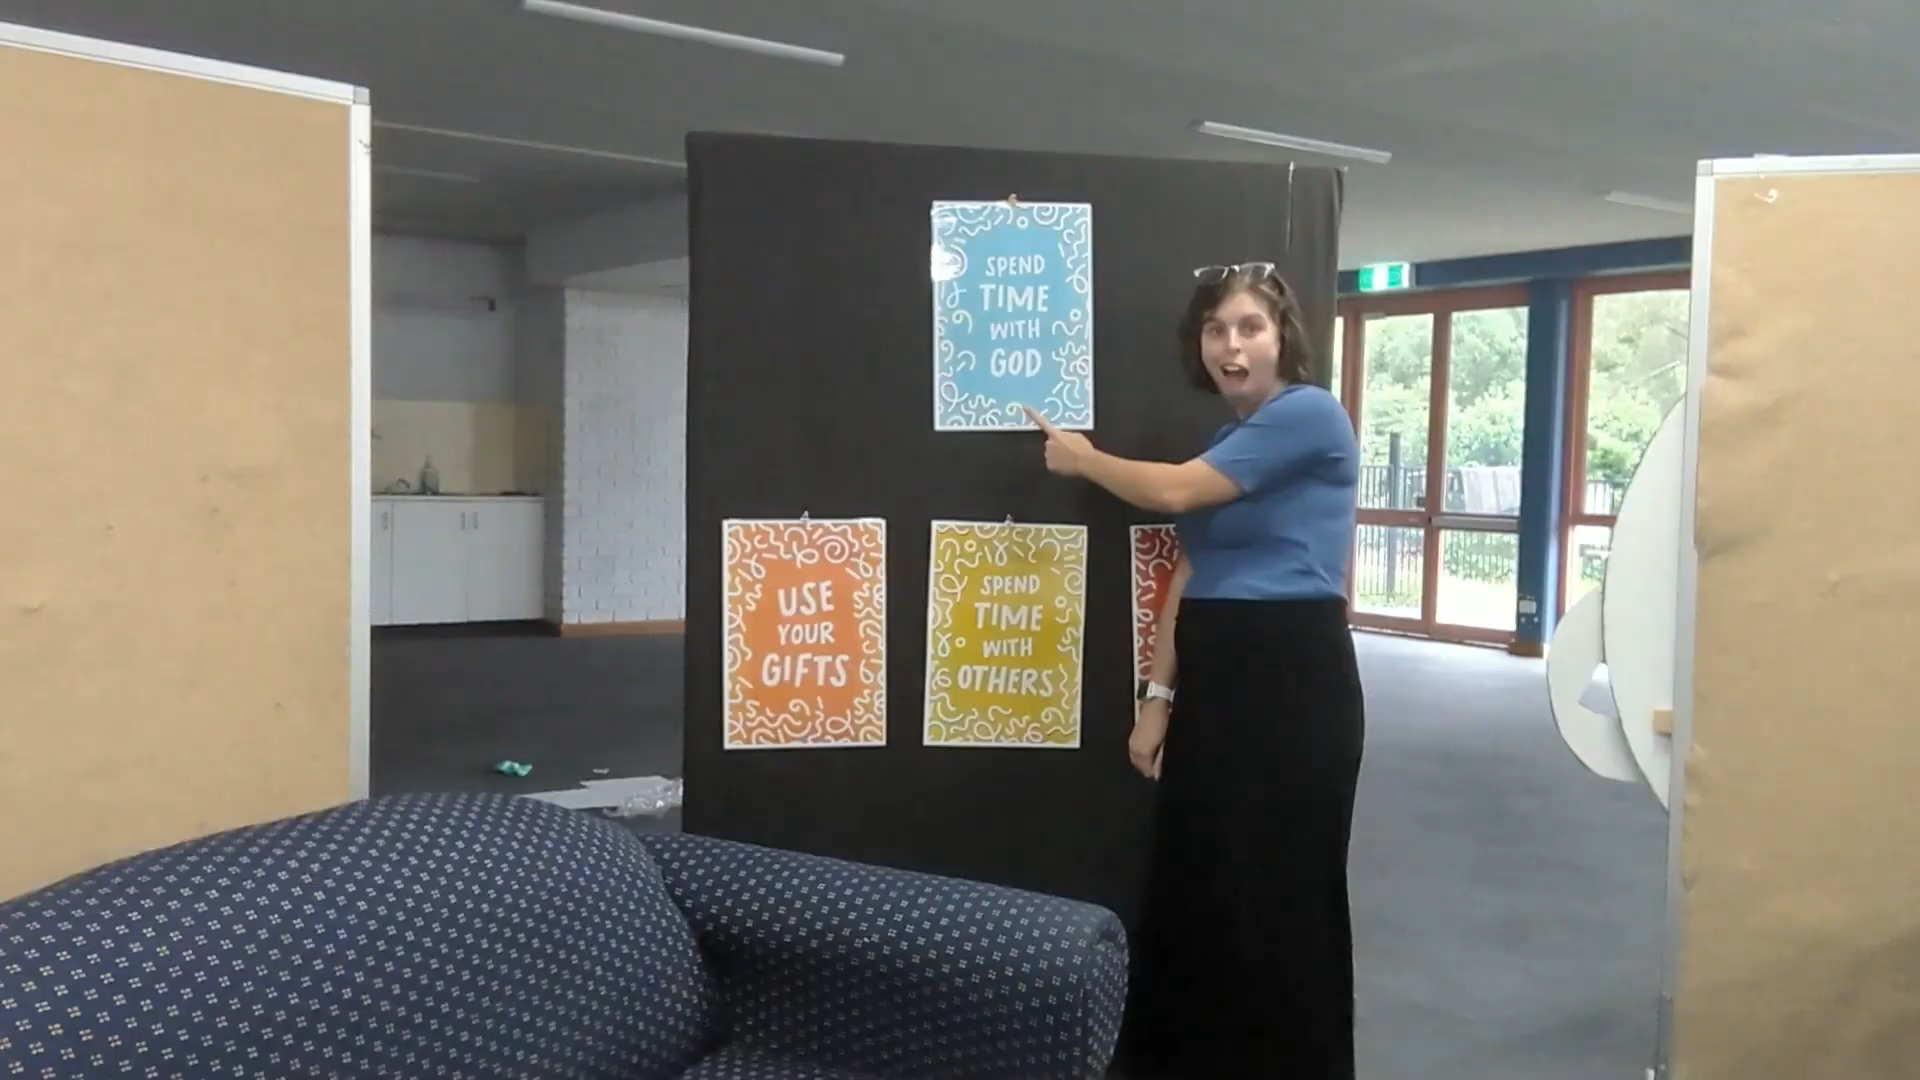 SPEND
TIME
WITH
GOD
USE
YOUR
GIFTS
SPEND
TIME
WITH
OTHERS